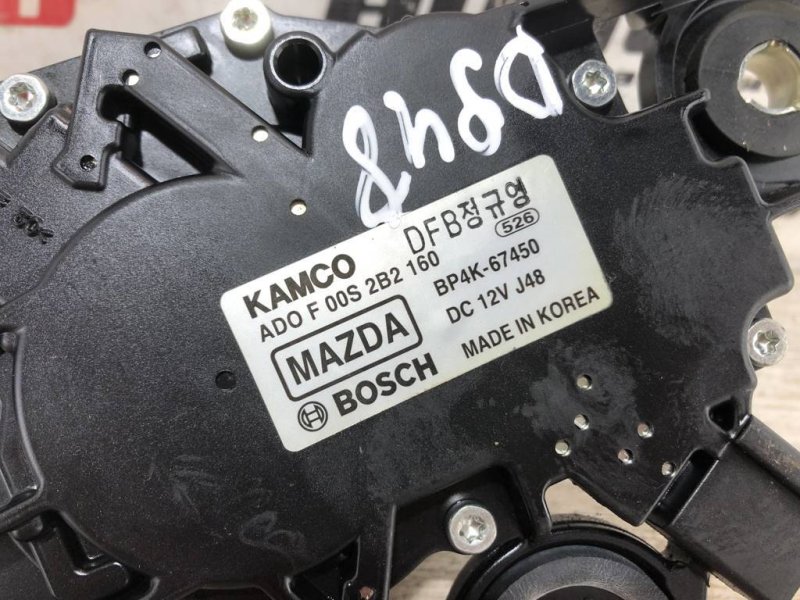 D948
KAMCO DFB정규영
ADO F 00S 2B2 160 526
MAZDA BP4K-67450
DC 12V J48
BOSCH MADE IN KOREA